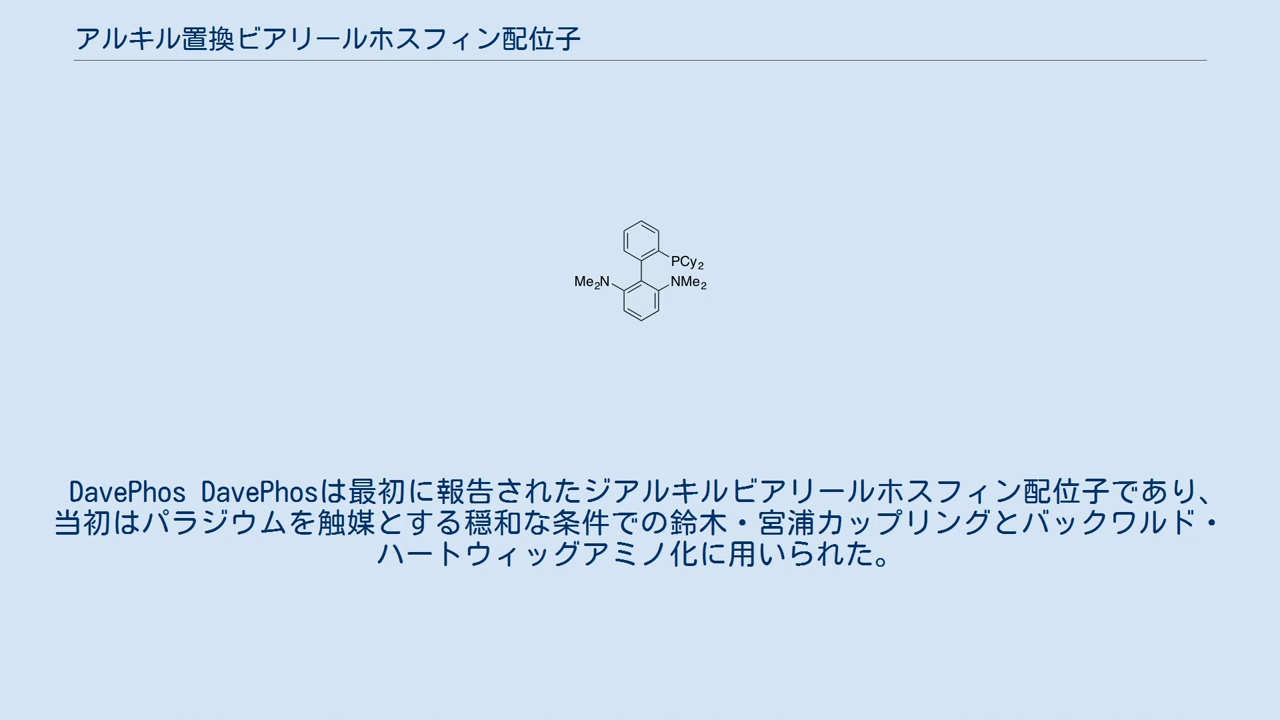 アルキル置換ビアリールホスフィン配位子
PCy₂
Me₂N NMe₂
DavePhos DavePhosは最初に報告されたジアルキルビアリールホスフィン配位子であり、
当初はパラジウムを触媒とする穏和な条件での鈴木・宮浦カップリングとバックワルド・
ハートウィッグアミノ化に用いられた。